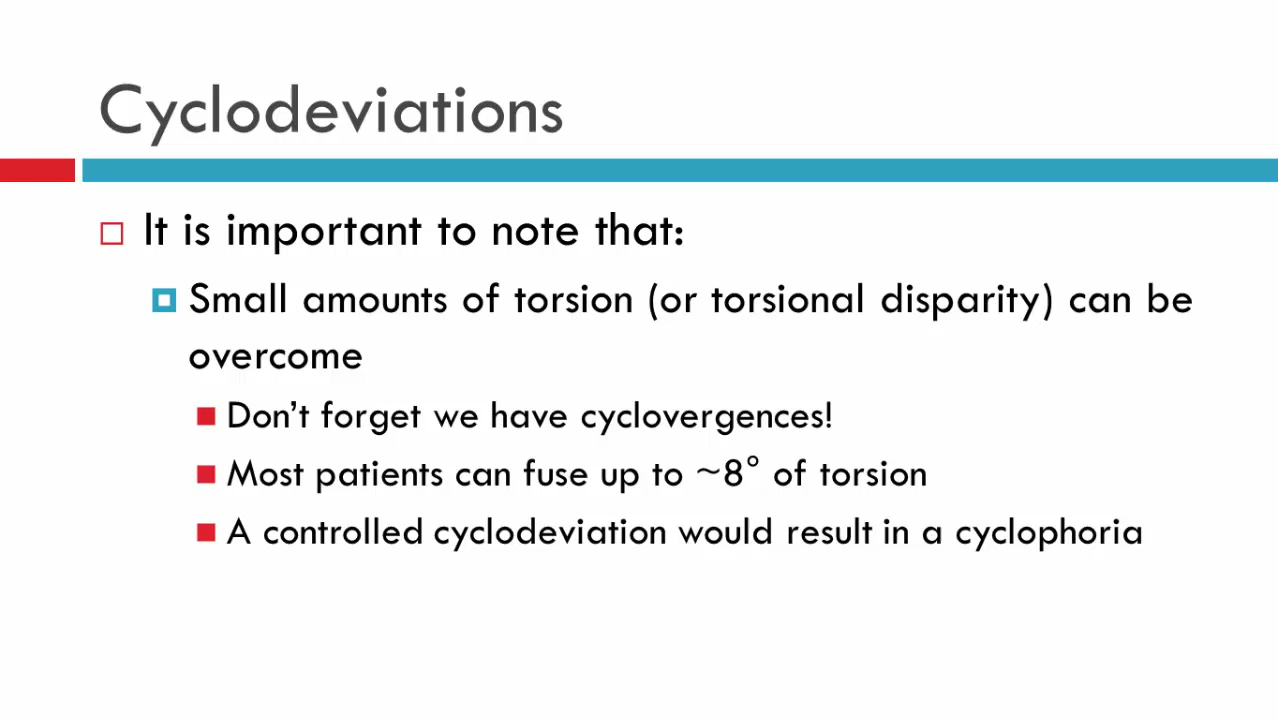 Cyclodeviations
It is important to note that:
Small amounts of torsion (or torsional disparity) can be
overcome
Don’t forget we have cyclovergences!
Most patients can fuse up to ~8° of torsion
A controlled cyclodeviation would result in a cyclophoria